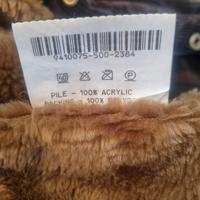 9410075-500-2384
PILE - 100% ACRYLIC
BACKING - 100%